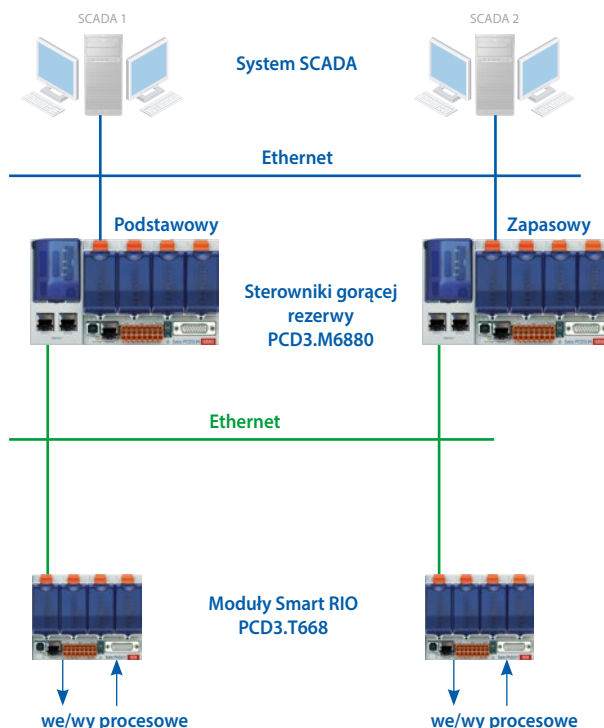 SCADA 1
SCADA 2
System SCADA
Ethernet
Podstawowy
Zapasowy
Sterowniki gorącej
rezerwy
PCD3.M6880
Ethernet
Moduły Smart RIO
PCD3.T668
we/wy procesowe
we/wy procesowe